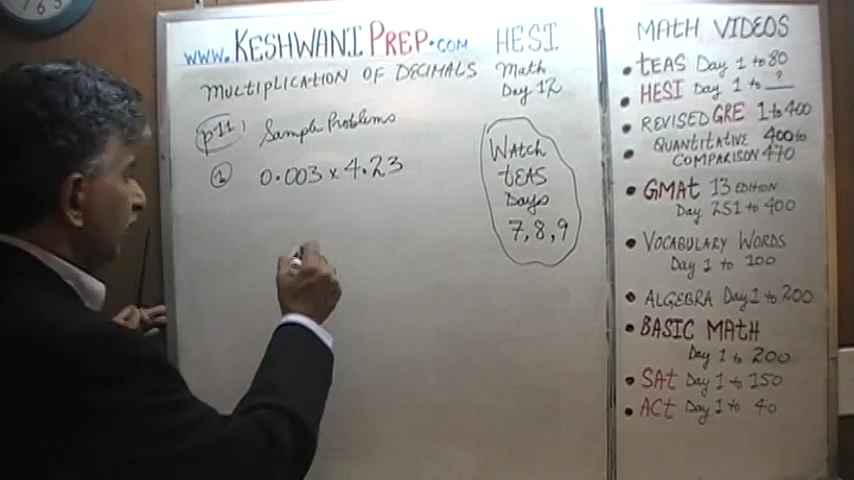 www.KESHWANIPREP.COM HESI
MULTIPLICATION OF DECIMALS Math
Day 12
p11 Sample Problems
0.003 x 4.23
WATCH
tEAS
Days
7,8,9
MATH VIDEOS
• tEAS Day 1 to 80
• HESI Day 1 to ?
• REVISED GRE 1 to 400
• QUANTITATIVE 400 to
COMPARISON 470
• GMAt 13 EDITION
Day 251 to 400
• VOCABULARY WORDS
Day 1 to 100
• ALGEBRA Day 1 to 200
• BASIC MATH
Day 1 to 200
• SAt Day 1 to 150
• ACt Day 1 to 40